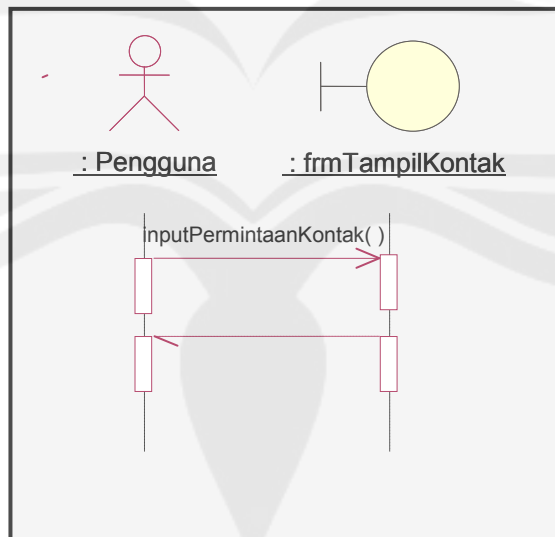 : Pengguna
: frmTampilKontak
inputPermintaanKontak( )